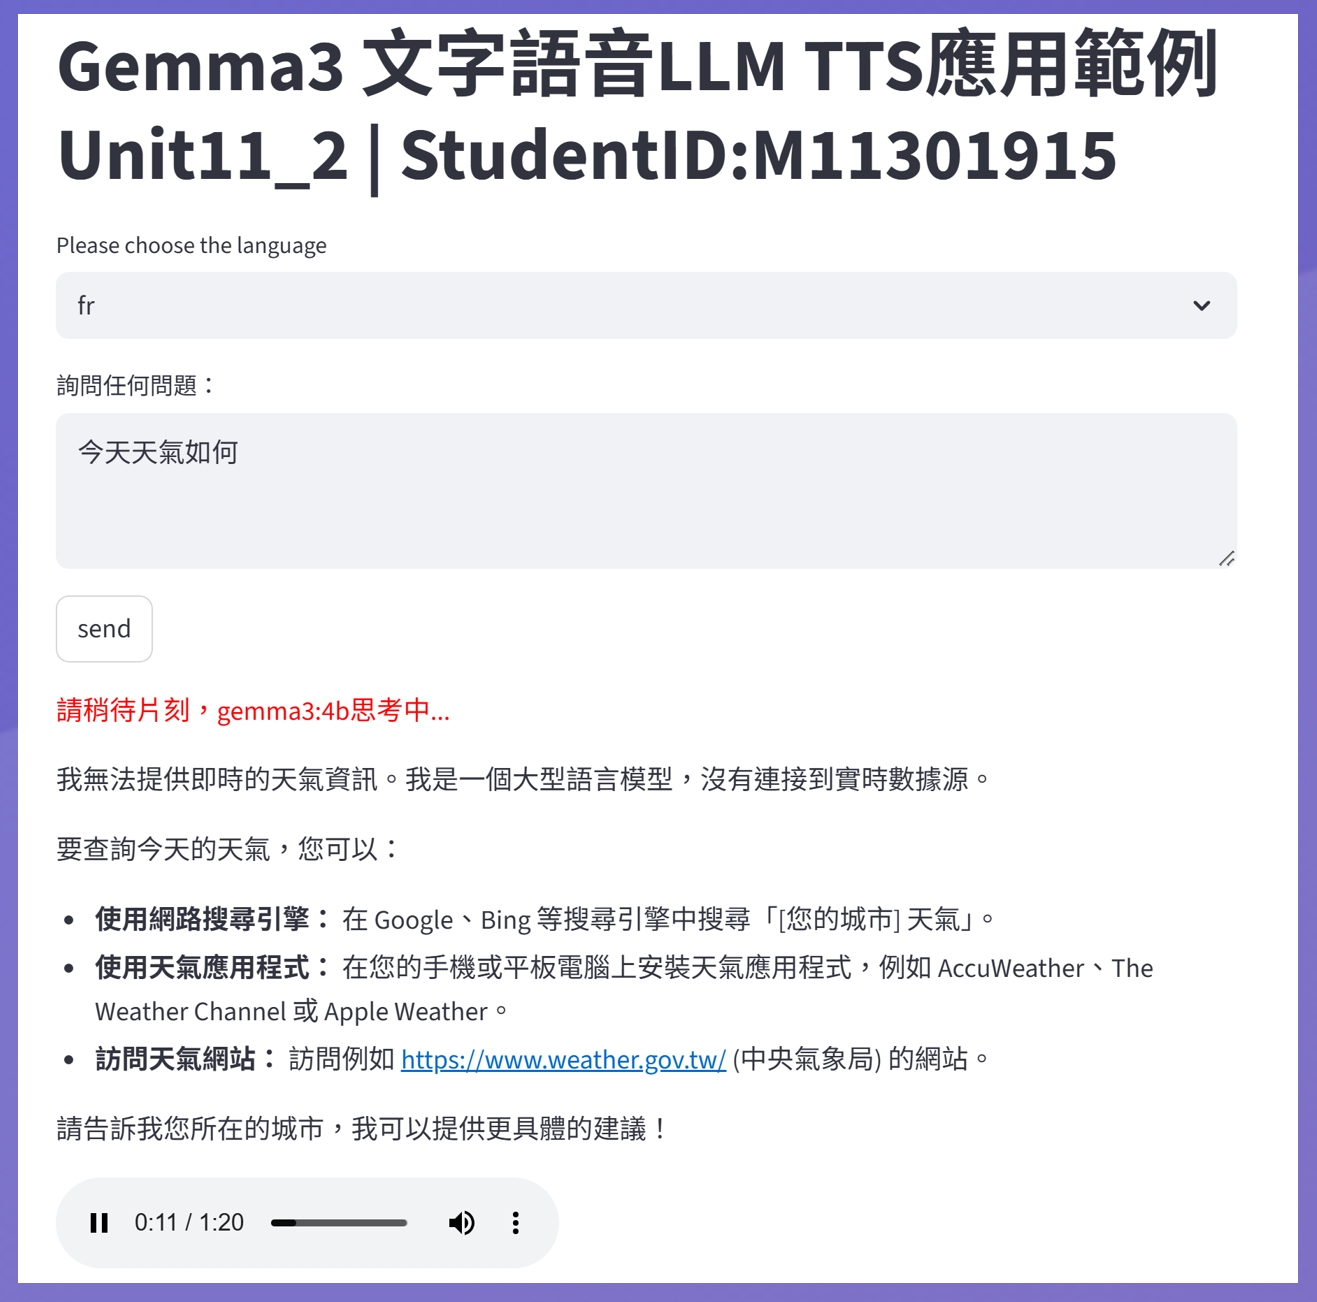 Gemma3 文字語音LLM TTS應用範例
Unit11_2 | StudentID:M11301915
Please choose the language
fr
詢問任何問題：
今天天氣如何
send
請稍待片刻，gemma3:4b思考中...
我無法提供即時的天氣資訊。我是一個大型語言模型，沒有連接到實時數據源。
要查詢今天的天氣，您可以：
• 使用網路搜尋引擎： 在 Google、Bing 等搜尋引擎中搜尋「[您的城市] 天氣」。
• 使用天氣應用程式： 在您的手機或平板電腦上安裝天氣應用程式，例如 AccuWeather、The
Weather Channel 或 Apple Weather。
• 訪問天氣網站： 訪問例如 https://www.weather.gov.tw/ (中央氣象局) 的網站。
請告訴我您所在的城市，我可以提供更具體的建議！
0:11 / 1:20